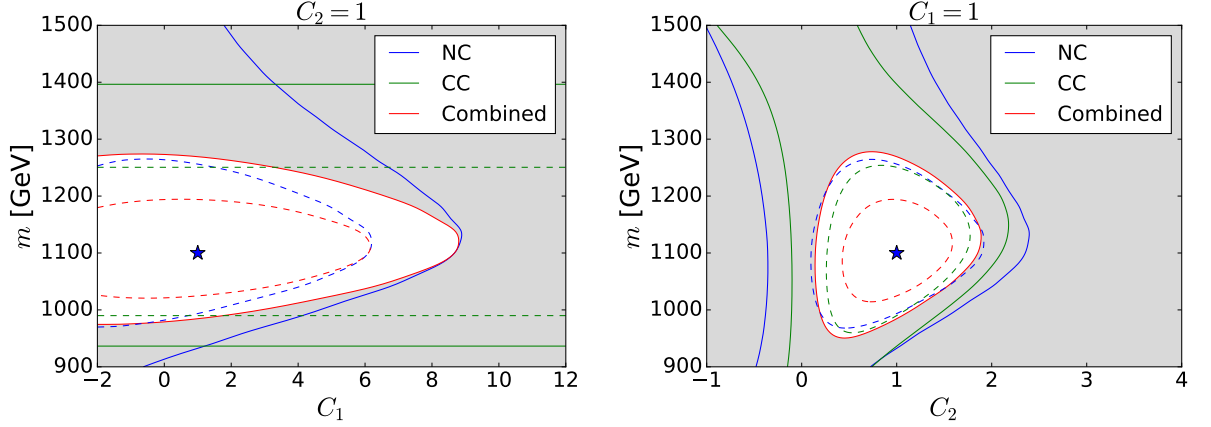 C₂ = 1
m [GeV]
1500
1400
1300
1200
1100
1000
900
NC
CC
Combined
−2 0 2 4 6 8 10 12
C₁
C₁ = 1
m [GeV]
1500
1400
1300
1200
1100
1000
900
NC
CC
Combined
−1 0 1 2 3 4
C₂